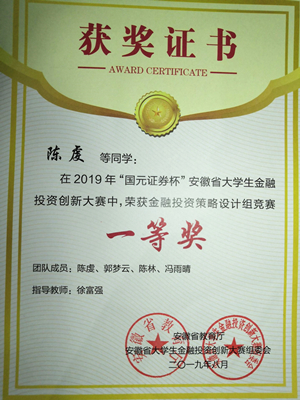 获奖证书
AWARD CERTIFICATE
陈虔 等同学：
在2019年“国元证券杯”安徽省大学生金融
投资创新大赛中，荣获金融投资策略设计组竞赛
一等奖
团队成员：陈虔、郭梦云、陈林、冯雨晴
指导教师：徐富强
安徽省教育厅
安徽省大学生金融投资创新大赛组委会
二〇一九年八月